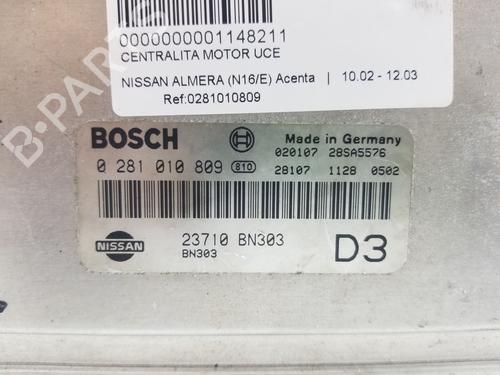 0000000001148211
CENTRALITA MOTOR UCE
NISSAN ALMERA (N16/E) Acenta | 10.02 - 12.03
Ref:0281010809
B-PARTS
BOSCH
Made in Germany
0 281 010 809 810
020107 28SA5576
28107 1128 0502
NISSAN
23710 BN303
BN303
D3